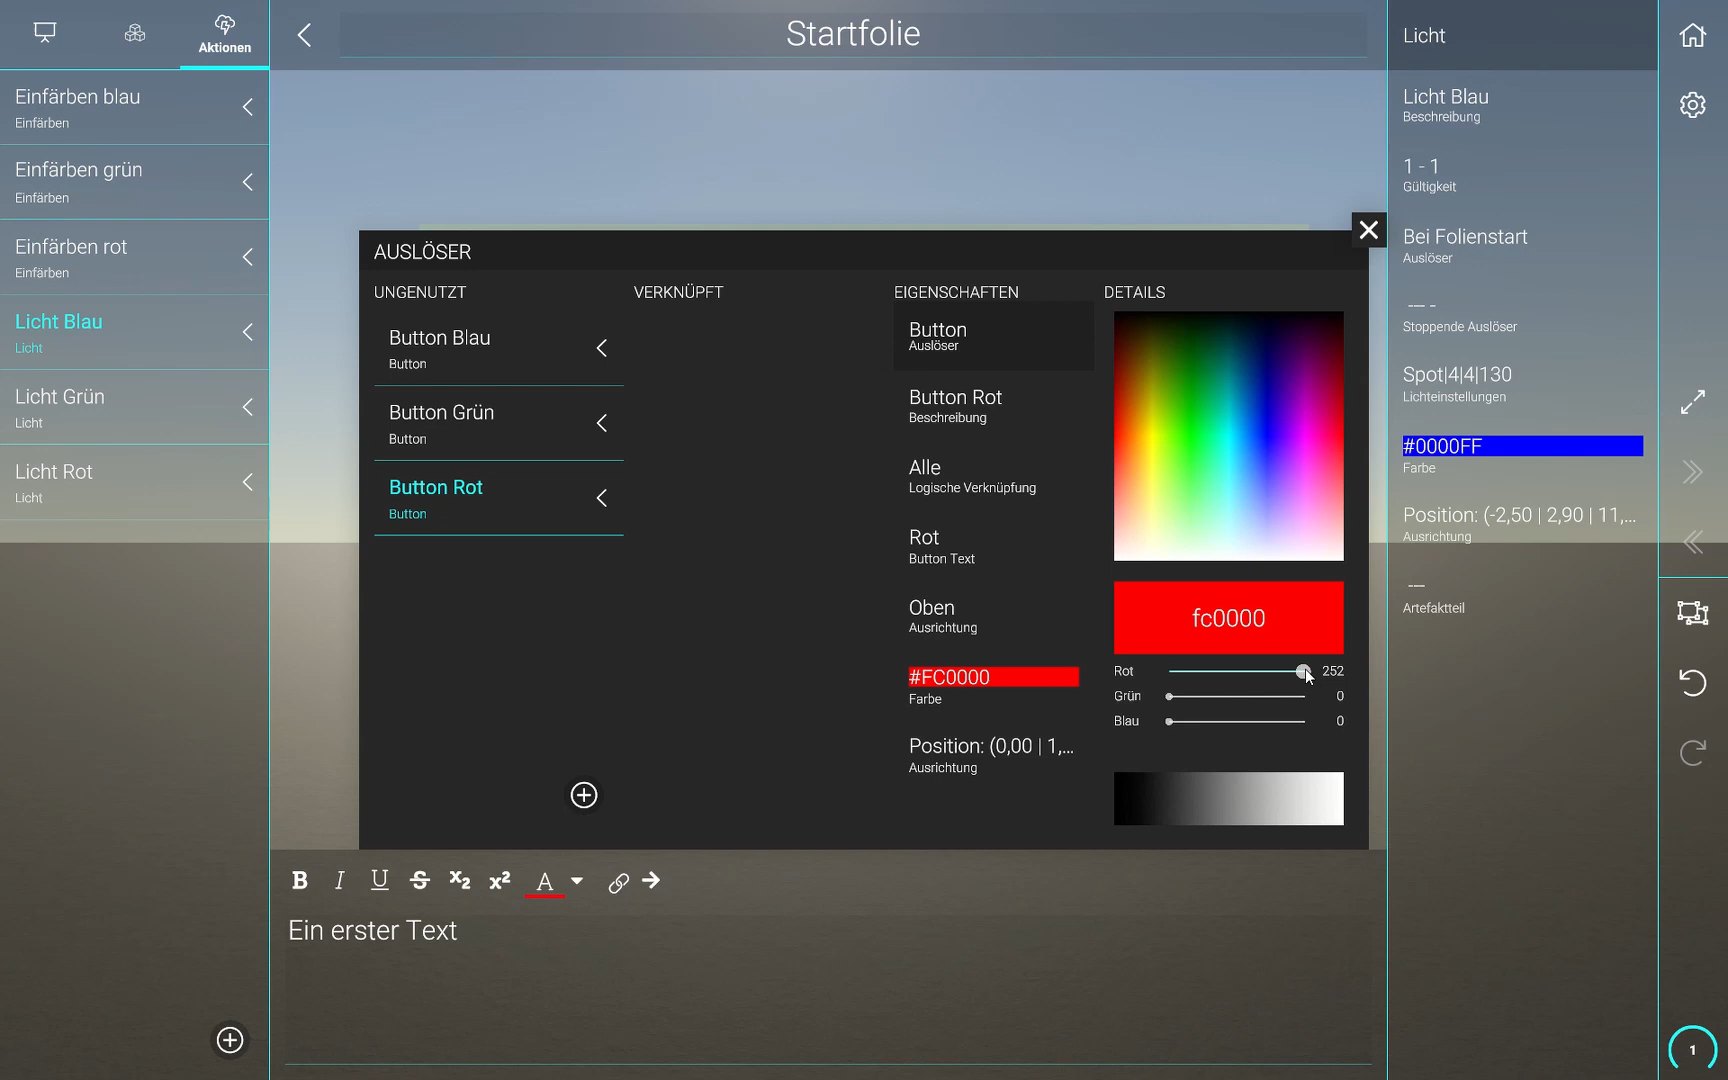 Aktionen
Startfolie
Licht
Einfärben blau
Einfärben
Einfärben grün
Einfärben
Einfärben rot
Einfärben
Licht Blau
Licht
Licht Grün
Licht
Licht Rot
Licht
AUSLÖSER
UNGENUTZT
VERKNÜPFT
EIGENSCHAFTEN
DETAILS
Button Blau
Button
Button Grün
Button
Button Rot
Button
Button
Auslöser
Button Rot
Beschreibung
Alle
Logische Verknüpfung
Rot
Button Text
Oben
Ausrichtung
#FC0000
Farbe
Position: (0,00 | 1,...
Ausrichtung
fc0000
Rot 252
Grün 0
Blau 0
B I U S x₂ x² A
Ein erster Text
Licht Blau
Beschreibung
1 - 1
Gültigkeit
Bei Folienstart
Auslöser
--- -
Stoppende Auslöser
Spot|4|4|130
Lichteinstellungen
#0000FF
Farbe
Position: (-2,50 | 2,90 | 11,...
Ausrichtung
---
Artefaktteil
1